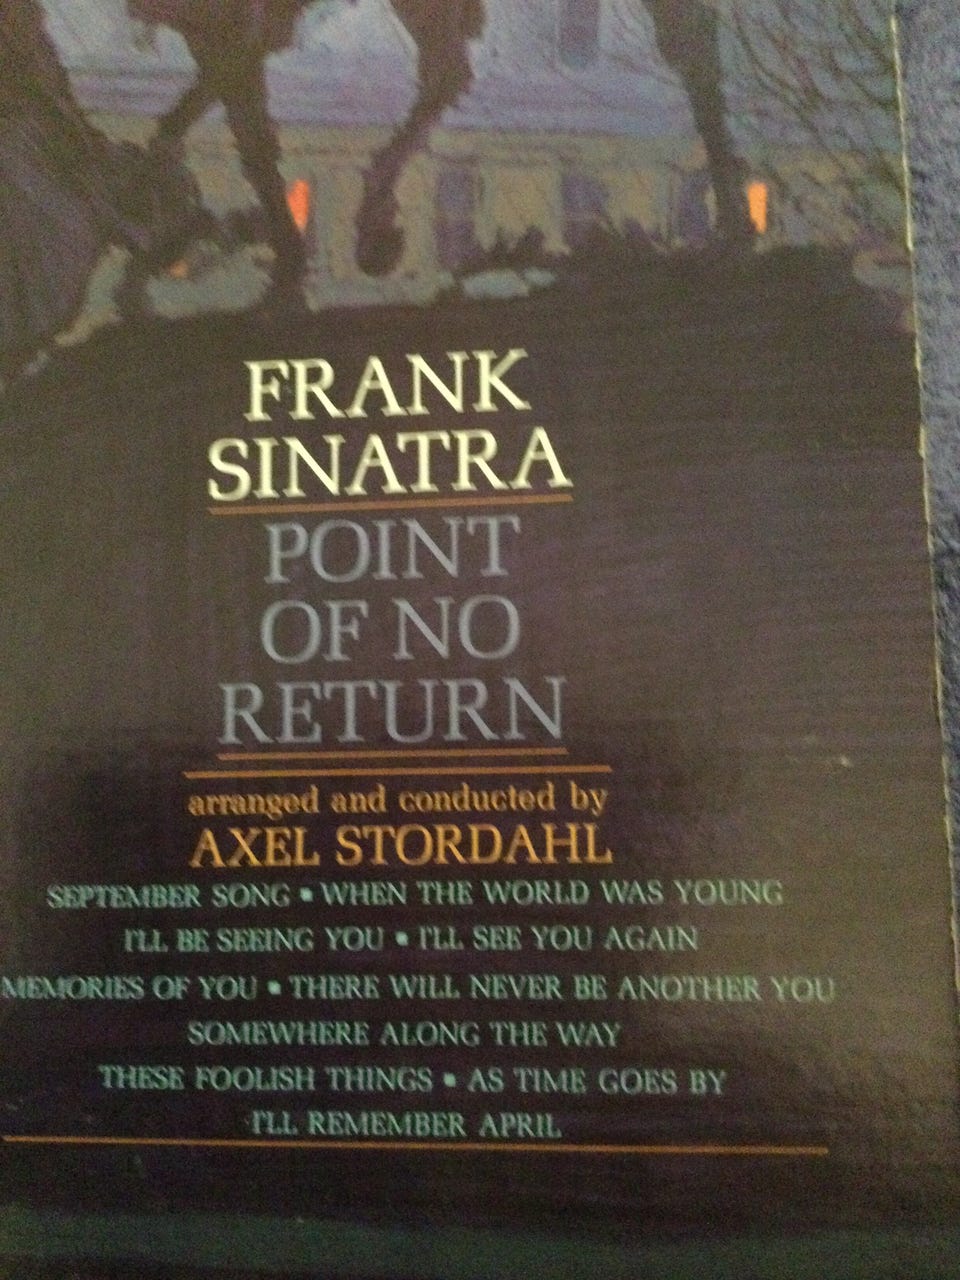 FRANK
SINATRA
POINT
OF NO
RETURN
arranged and conducted by
AXEL STORDAHL
SEPTEMBER SONG ▪ WHEN THE WORLD WAS YOUNG
I'LL BE SEEING YOU ▪ I'LL SEE YOU AGAIN
MEMORIES OF YOU ▪ THERE WILL NEVER BE ANOTHER YOU
SOMEWHERE ALONG THE WAY
THESE FOOLISH THINGS ▪ AS TIME GOES BY
I'LL REMEMBER APRIL